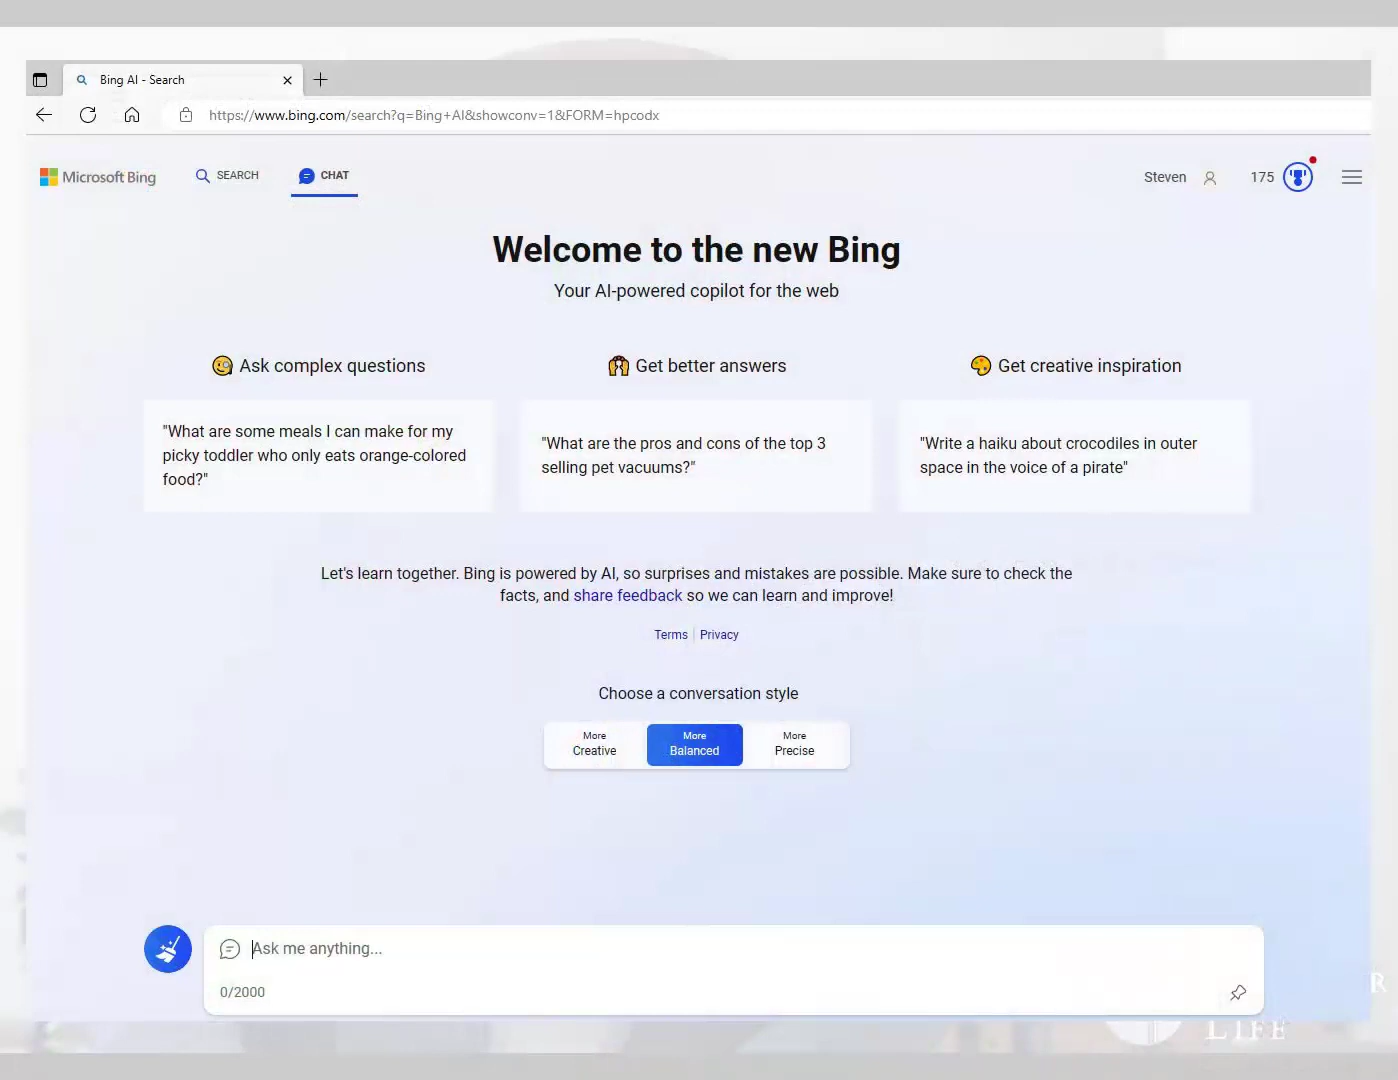 Bing AI - Search
https://www.bing.com/search?q=Bing+AI&showconv=1&FORM=hpcodx
Microsoft Bing
SEARCH
CHAT
Steven
175
Welcome to the new Bing
Your AI-powered copilot for the web
Ask complex questions
Get better answers
Get creative inspiration
"What are some meals I can make for my
picky toddler who only eats orange-colored
food?"
"What are the pros and cons of the top 3
selling pet vacuums?"
"Write a haiku about crocodiles in outer
space in the voice of a pirate"
Let's learn together. Bing is powered by AI, so surprises and mistakes are possible. Make sure to check the
facts, and share feedback so we can learn and improve!
Terms | Privacy
Choose a conversation style
More
Creative
More
Balanced
More
Precise
Ask me anything...
0/2000
R
LIFE